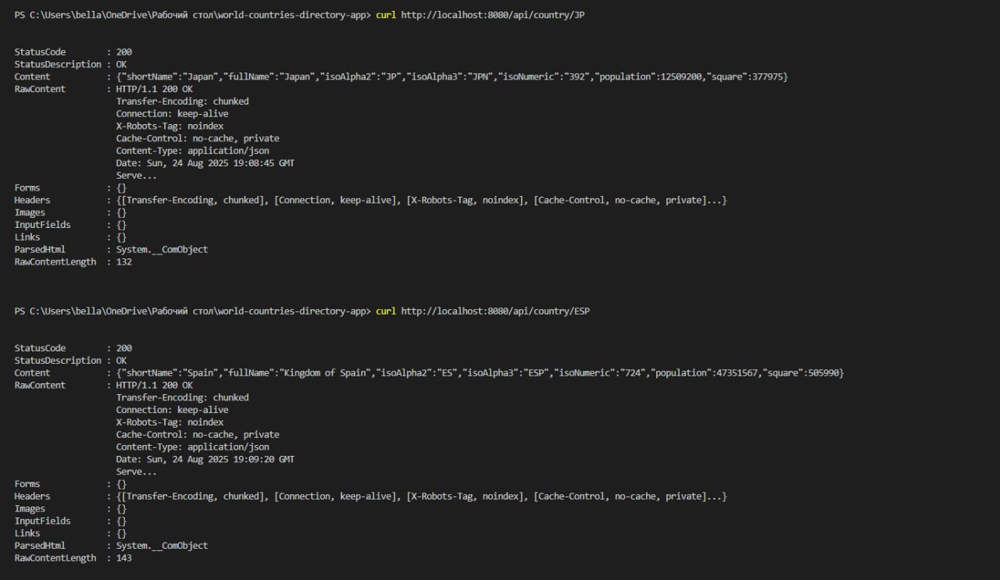 PS C:\Users\bella\OneDrive\Рабочий стол\world-countries-directory-app> curl http://localhost:8080/api/country/JP
StatusCode : 200
StatusDescription : OK
Content : {"shortName":"Japan","fullName":"Japan","isoAlpha2":"JP","isoAlpha3":"JPN","isoNumeric":"392","population":12509200,"square":377975}
RawContent : HTTP/1.1 200 OK
Transfer-Encoding: chunked
Connection: keep-alive
X-Robots-Tag: noindex
Cache-Control: no-cache, private
Content-Type: application/json
Date: Sun, 24 Aug 2025 19:08:45 GMT
Serve...
Forms : {}
Headers : {[Transfer-Encoding, chunked], [Connection, keep-alive], [X-Robots-Tag, noindex], [Cache-Control, no-cache, private]...}
Images : {}
InputFields : {}
Links : {}
ParsedHtml : System.__ComObject
RawContentLength : 132
PS C:\Users\bella\OneDrive\Рабочий стол\world-countries-directory-app> curl http://localhost:8080/api/country/ESP
StatusCode : 200
StatusDescription : OK
Content : {"shortName":"Spain","fullName":"Kingdom of Spain","isoAlpha2":"ES","isoAlpha3":"ESP","isoNumeric":"724","population":47351567,"square":505990}
RawContent : HTTP/1.1 200 OK
Transfer-Encoding: chunked
Connection: keep-alive
X-Robots-Tag: noindex
Cache-Control: no-cache, private
Content-Type: application/json
Date: Sun, 24 Aug 2025 19:09:20 GMT
Serve...
Forms : {}
Headers : {[Transfer-Encoding, chunked], [Connection, keep-alive], [X-Robots-Tag, noindex], [Cache-Control, no-cache, private]...}
Images : {}
InputFields : {}
Links : {}
ParsedHtml : System.__ComObject
RawContentLength : 143